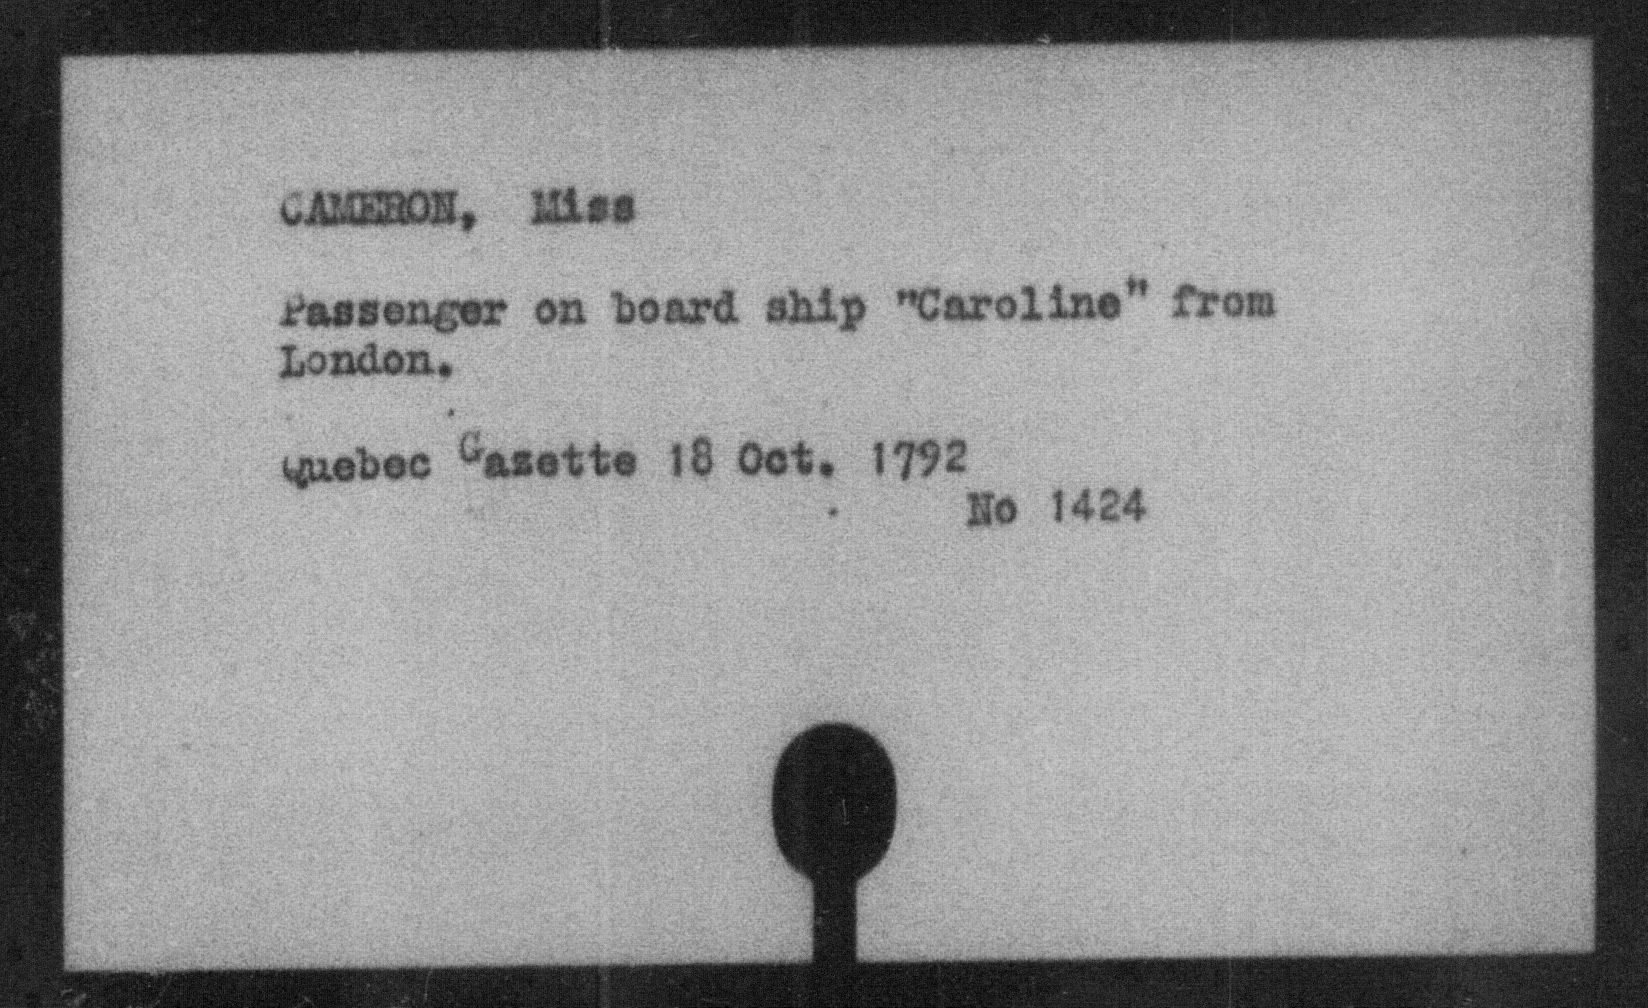 CAMERON, Miss
Passenger on board ship "Caroline" from
London.
Quebec Gazette 18 Oct. 1792
No 1424